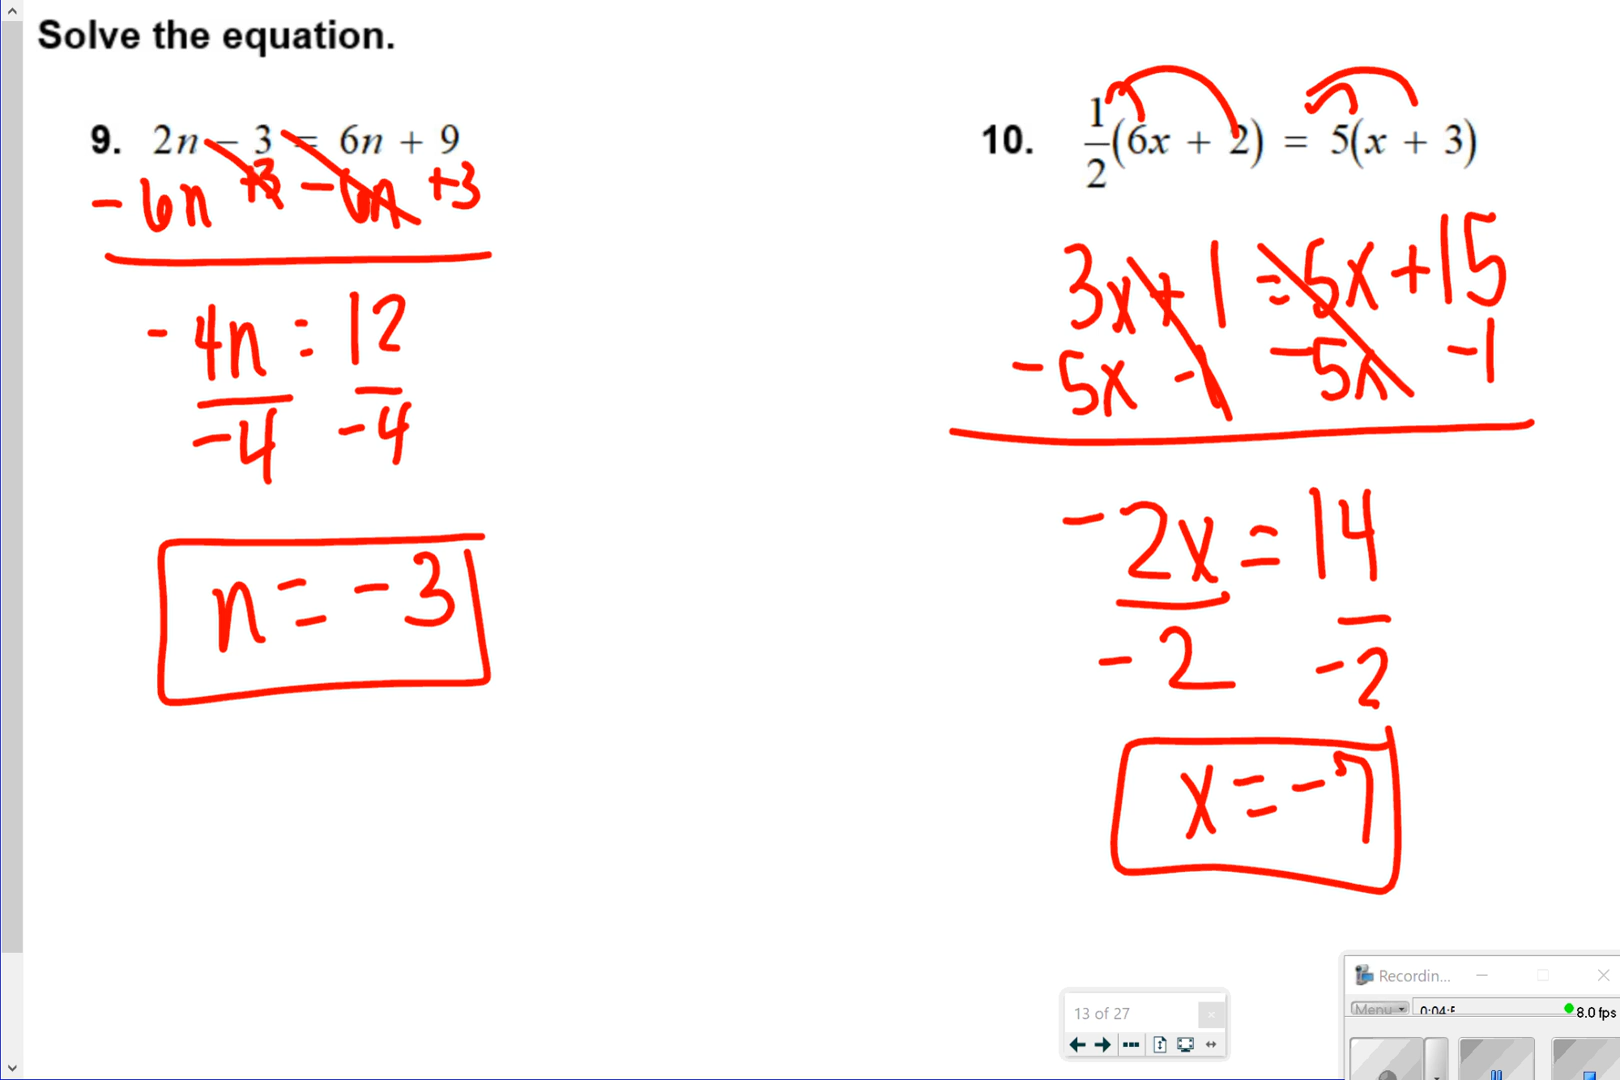 Solve the equation.
9. 2n - 3 = 6n + 9
-6n +3 -6n +3
-4n = 12
-4 -4
n = -3
10. 1/2(6x + 2) = 5(x + 3)
3x + 1 = 5x + 15
-5x -1 -5x -1
-2x = 14
-2 -2
x = -7
13 of 27
Recordin...
Menu
8.0 fps